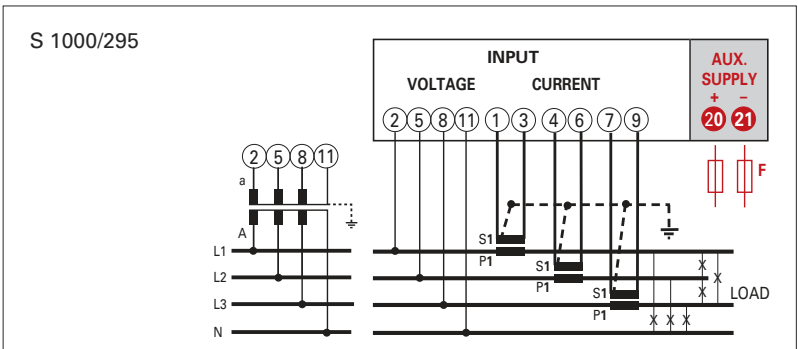 S 1000/295
INPUT
AUX.
SUPPLY
VOLTAGE CURRENT
+ −
2 5 8 11 1 3 4 6 7 9 20 21
2 5 8 11
F
a
A
S1
L1
P1
S1
L2
P1
S1
LOAD
L3
P1
N